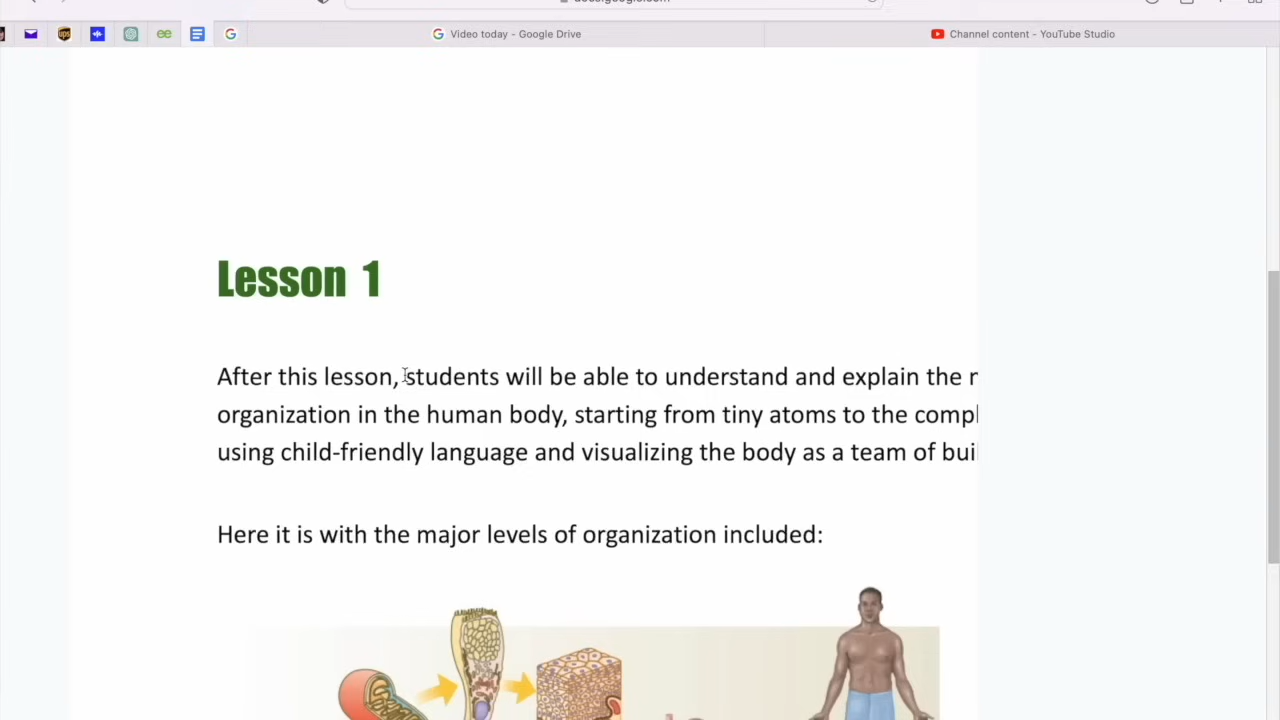 Video today - Google Drive
Channel content - YouTube Studio
Lesson 1
After this lesson, students will be able to understand and explain the
organization in the human body, starting from tiny atoms to the
using child-friendly language and visualizing the body as a team of
Here it is with the major levels of organization included: